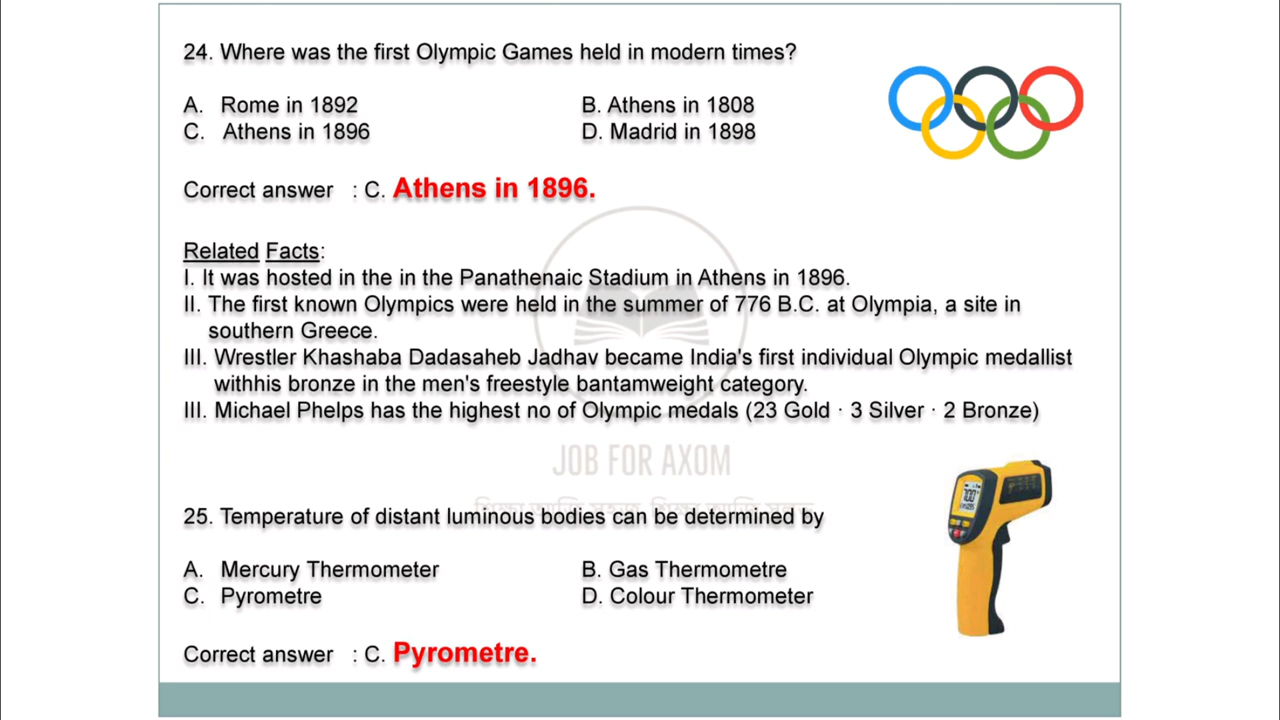 24. Where was the first Olympic Games held in modern times?
A. Rome in 1892 B. Athens in 1808
C. Athens in 1896 D. Madrid in 1898
Correct answer : C. Athens in 1896.
Related Facts:
I. It was hosted in the in the Panathenaic Stadium in Athens in 1896.
II. The first known Olympics were held in the summer of 776 B.C. at Olympia, a site in
southern Greece.
III. Wrestler Khashaba Dadasaheb Jadhav became India's first individual Olympic medallist
withhis bronze in the men's freestyle bantamweight category.
III. Michael Phelps has the highest no of Olympic medals (23 Gold · 3 Silver · 2 Bronze)
JOB FOR AXOM
25. Temperature of distant luminous bodies can be determined by
A. Mercury Thermometer B. Gas Thermometre
C. Pyrometre D. Colour Thermometer
Correct answer : C. Pyrometre.